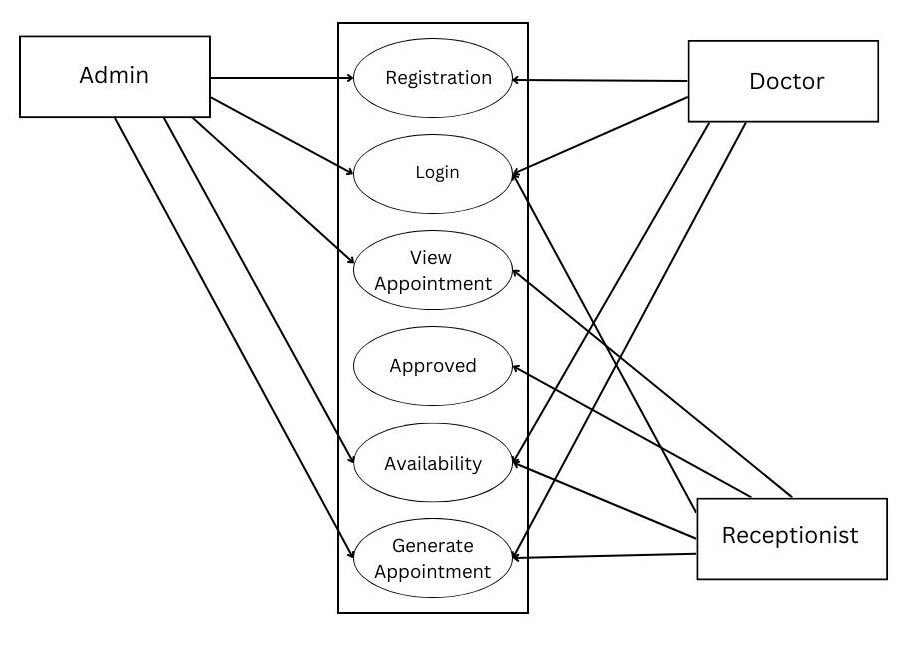 Admin
Registration
Doctor
Login
View
Appointment
Approved
Availability
Receptionist
Generate
Appointment